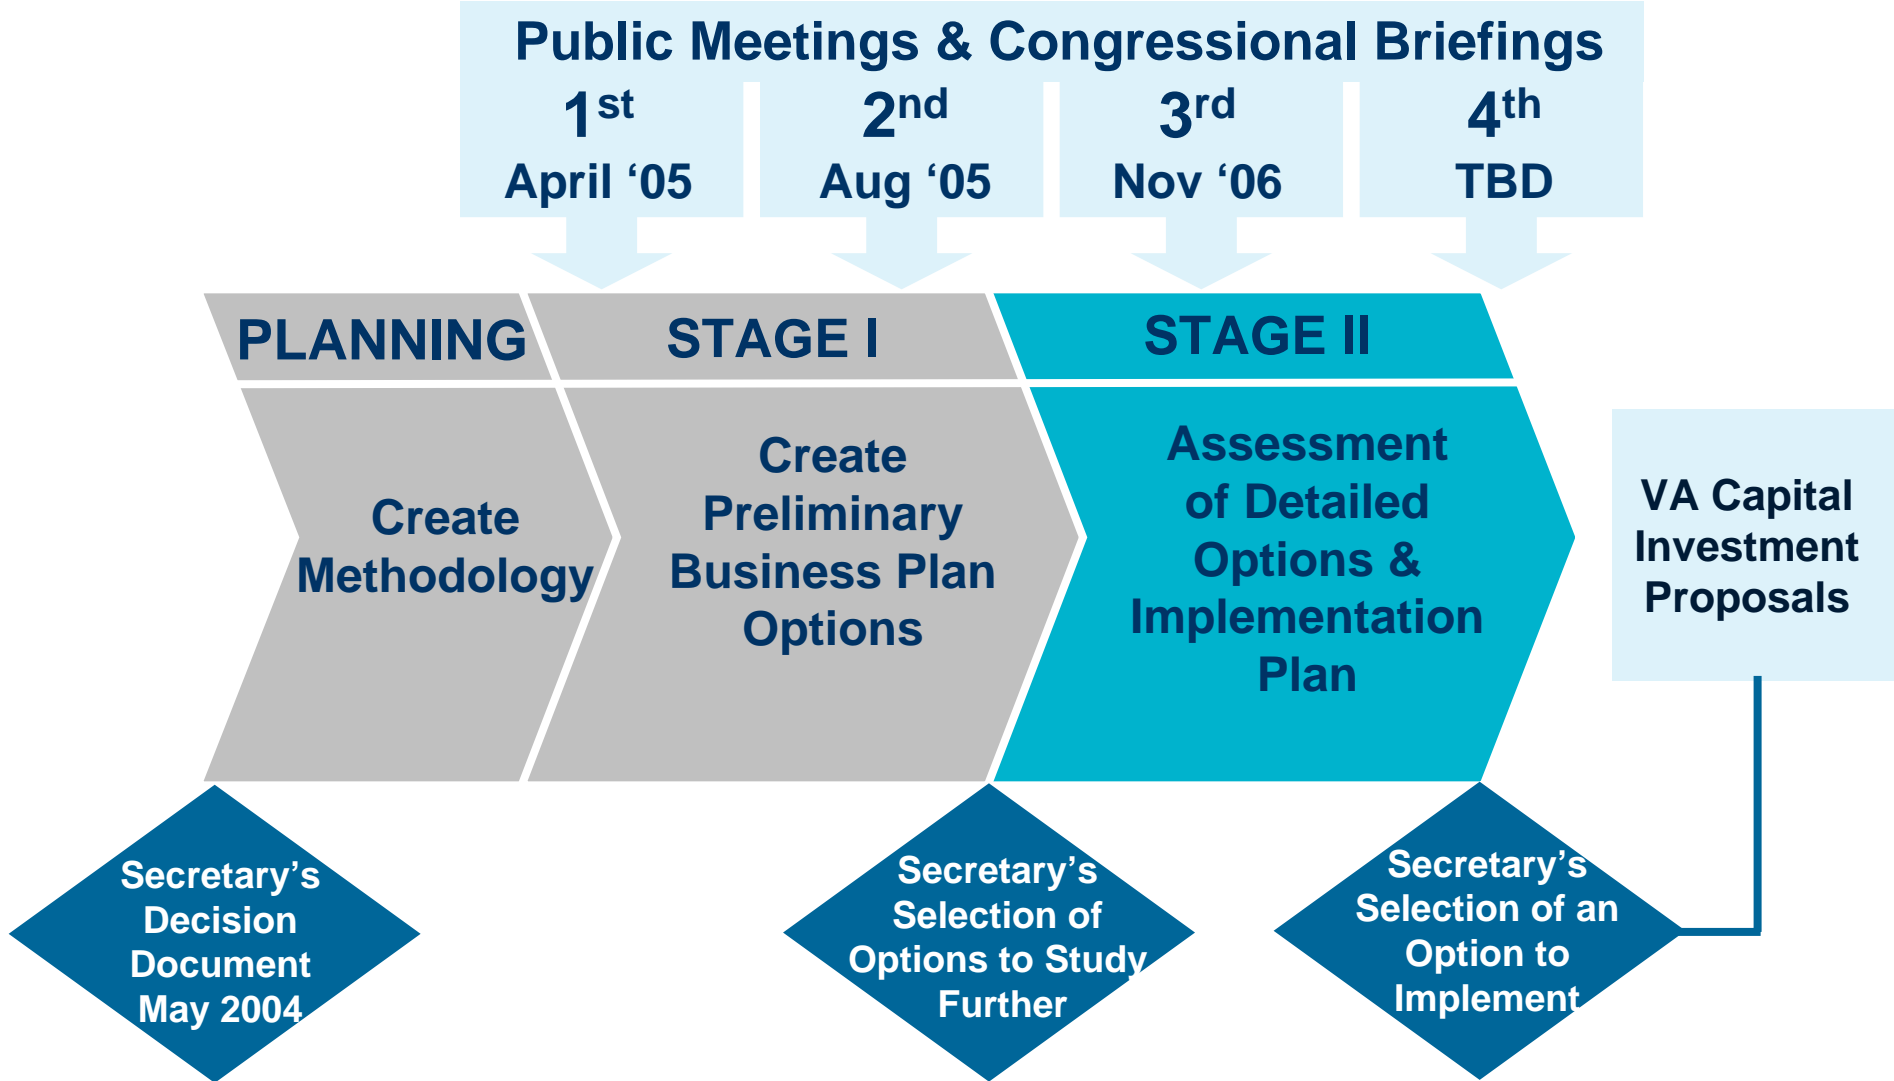 Public Meetings & Congressional Briefings
1st
April ‘05
2nd
Aug ‘05
3rd
Nov ‘06
4th
TBD
PLANNING
STAGE I
STAGE II
Create
Methodology
Create
Preliminary
Business Plan
Options
Assessment
of Detailed
Options &
Implementation
Plan
VA Capital
Investment
Proposals
Secretary’s
Decision
Document
May 2004
Secretary’s
Selection of
Options to Study
Further
Secretary’s
Selection of an
Option to
Implement